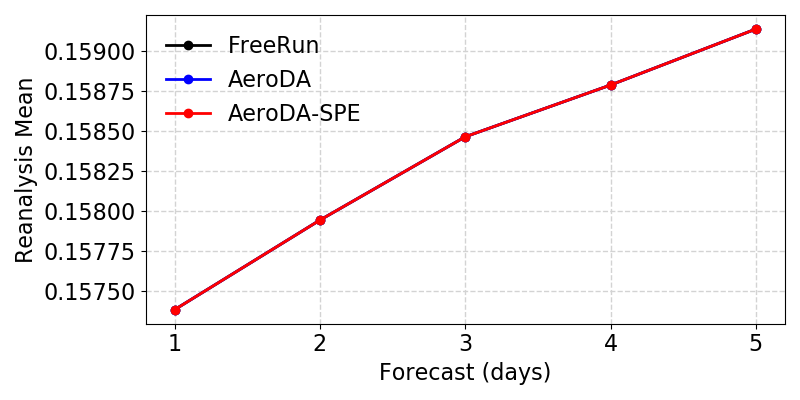 FreeRun
AeroDA
AeroDA-SPE
Reanalysis Mean
0.15900
0.15875
0.15850
0.15825
0.15800
0.15775
0.15750
1 2 3 4 5
Forecast (days)